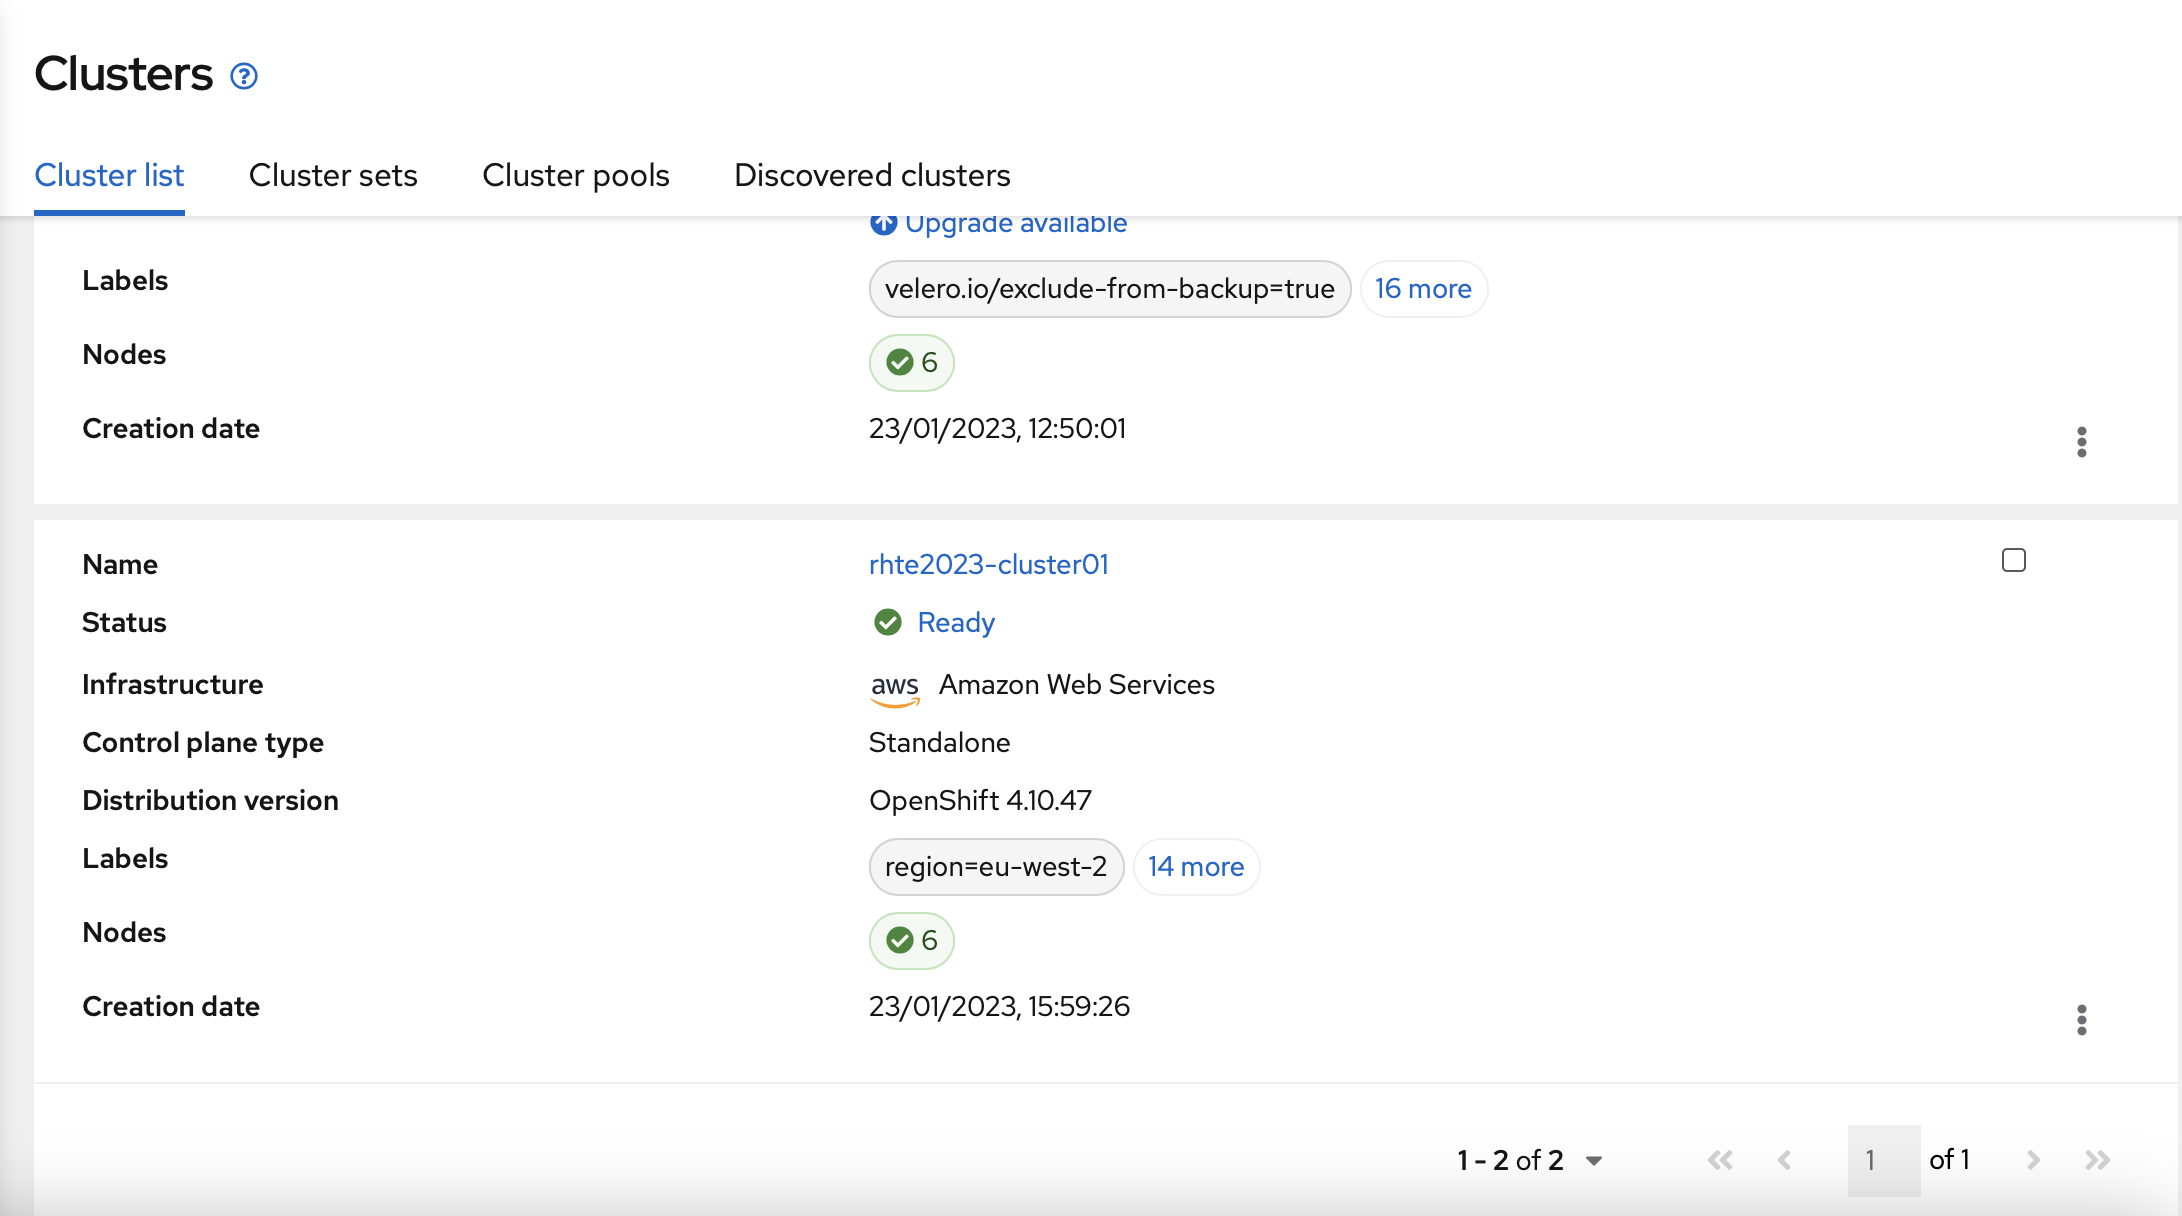 Clusters
Cluster list Cluster sets Cluster pools Discovered clusters
Upgrade available
Labels velero.io/exclude-from-backup=true 16 more
Nodes 6
Creation date 23/01/2023, 12:50:01
Name rhte2023-cluster01
Status Ready
Infrastructure aws Amazon Web Services
Control plane type Standalone
Distribution version OpenShift 4.10.47
Labels region=eu-west-2 14 more
Nodes 6
Creation date 23/01/2023, 15:59:26
1 - 2 of 2 1 of 1